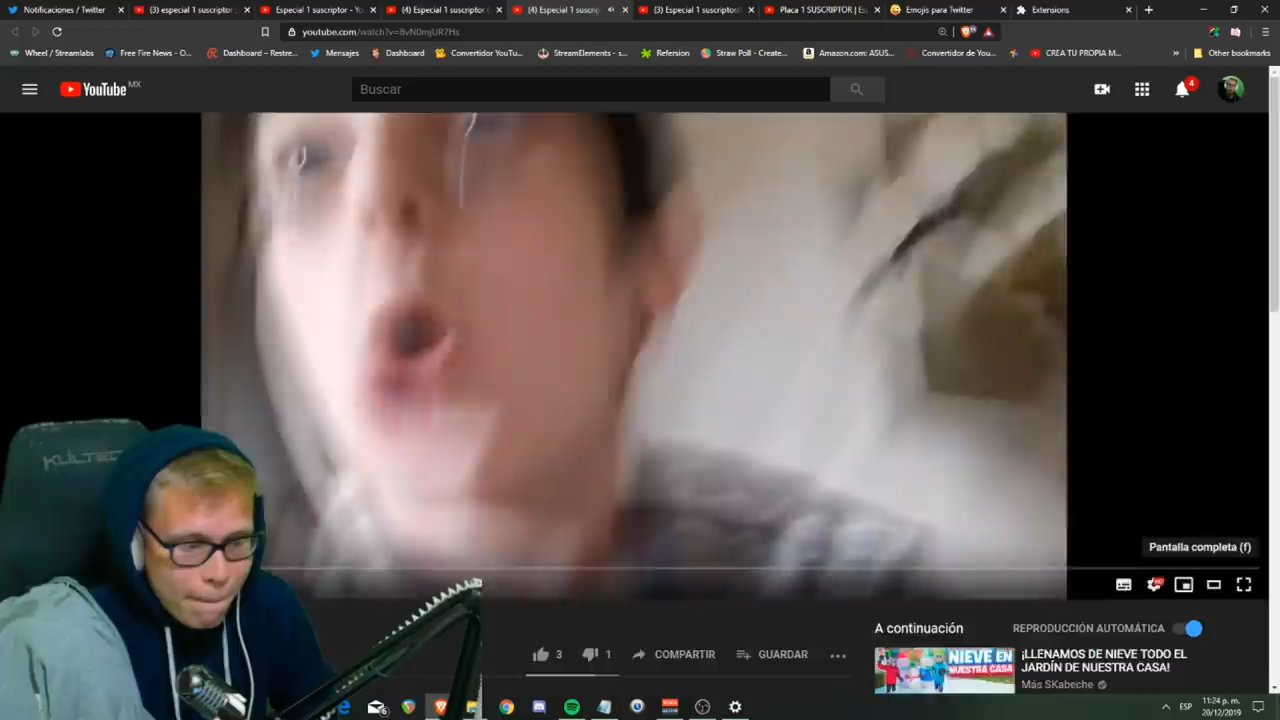 Notificaciones / Twitter
(3) especial 1 suscriptor
Especial 1 suscriptor - Yo
(4) Especial 1 suscriptor
(4) Especial 1 suscrip
(3) Especial 1 suscriptor/
Placa 1 SUSCRIPTOR | Es
Emojis para Twitter
Extensions
youtube.com/watch?v=BvN0mjUR7Hs
Wheel / Streamlabs
Free Fire News - O...
Dashboard – Restre...
Mensajes
Dashboard
Convertidor YouTu...
StreamElements - s...
Refersion
Straw Poll - Create...
Amazon.com: ASUS...
Convertidor de You...
CREA TU PROPIA M...
Other bookmarks
YouTube MX
Buscar
4
KULTEC
Pantalla completa (f)
HD
3
1
COMPARTIR
GUARDAR
A continuación
REPRODUCCIÓN AUTOMÁTICA
NIEVE EN
NUESTRA CASA!
¡LLENAMOS DE NIEVE TODO EL
JARDÍN DE NUESTRA CASA!
Más SKabeche
ESP
11:24 p. m.
20/12/2019